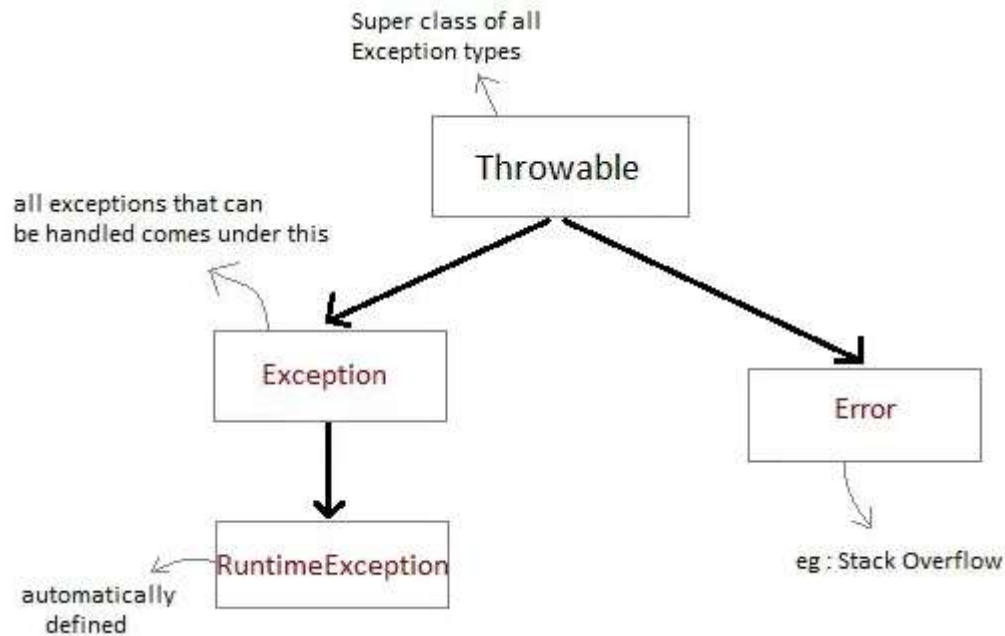 Super class of all
Exception types
Throwable
all exceptions that can
be handled comes under this
Exception
Error
RuntimeException
eg : Stack Overflow
automatically
defined